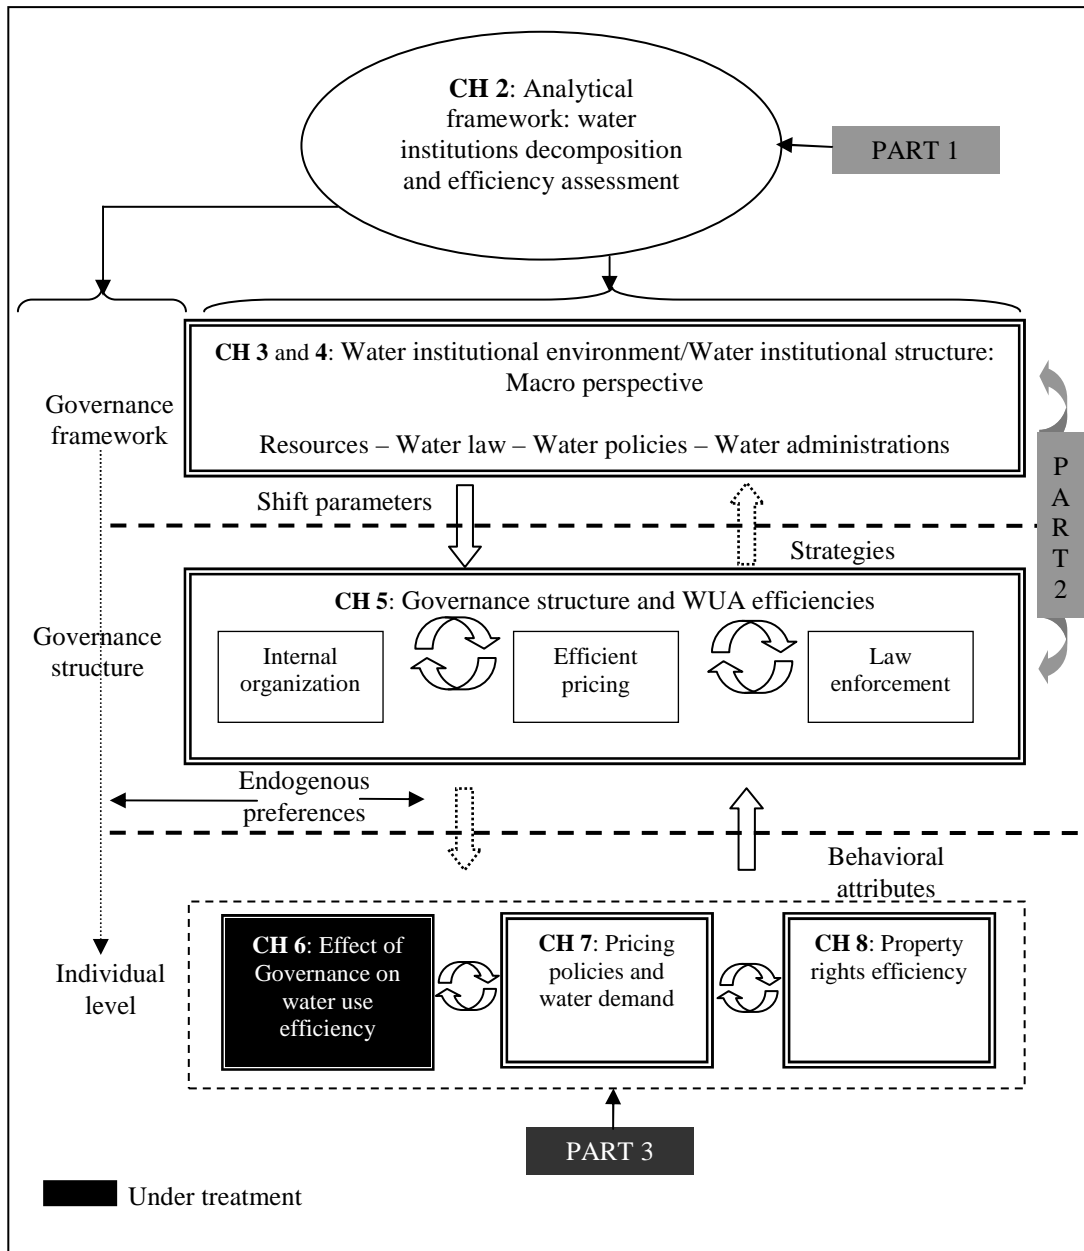 CH 2: Analytical
framework: water
institutions decomposition
and efficiency assessment
PART 1
CH 3 and 4: Water institutional environment/Water institutional structure:
Macro perspective
Governance
framework
Resources – Water law – Water policies – Water administrations
PART2
Shift parameters
Strategies
CH 5: Governance structure and WUA efficiencies
Governance
structure
Internal
organization
Efficient
pricing
Law
enforcement
Endogenous
preferences
Behavioral
attributes
CH 6: Effect of
Governance on
water use
efficiency
CH 7: Pricing
policies and
water demand
CH 8: Property
rights efficiency
Individual
level
PART 3
Under treatment